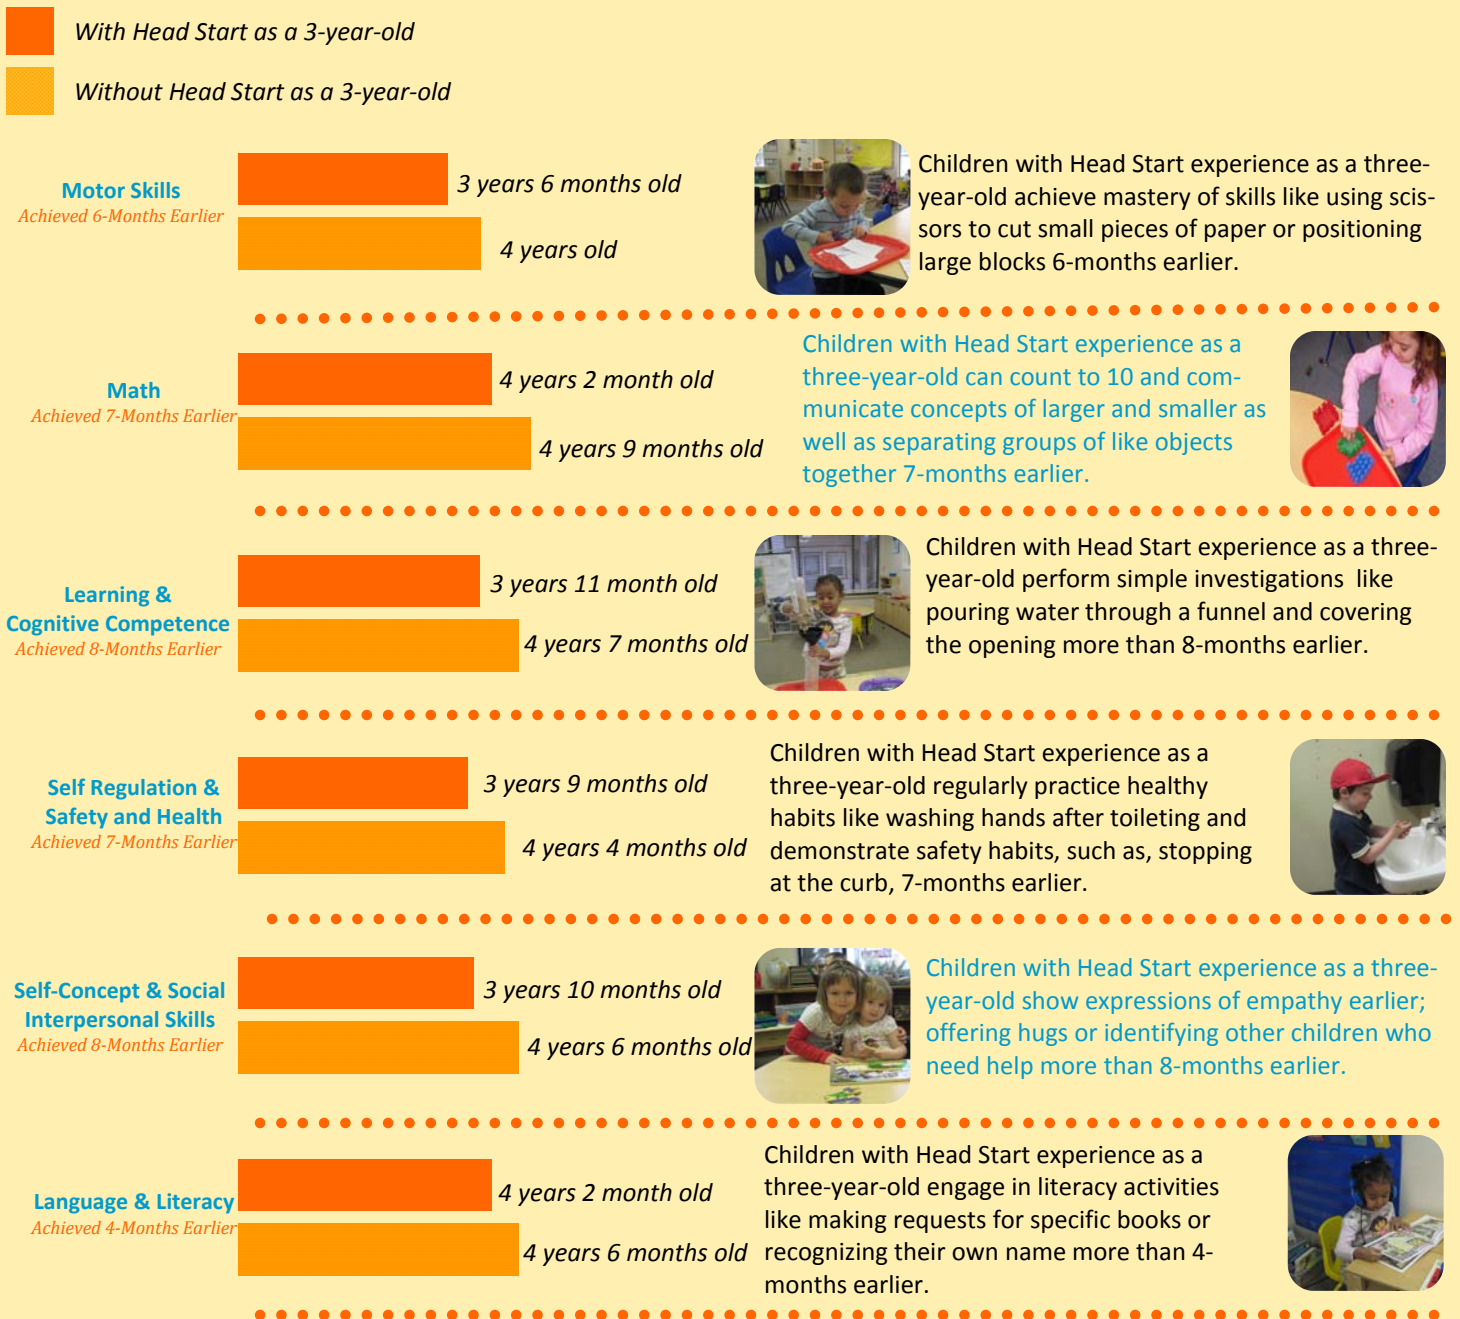 With Head Start as a 3-year-old
Without Head Start as a 3-year-old
Motor Skills
Achieved 6-Months Earlier
3 years 6 months old
4 years old
Children with Head Start experience as a three-
year-old achieve mastery of skills like using scis-
sors to cut small pieces of paper or positioning
large blocks 6-months earlier.
Math
Achieved 7-Months Earlier
4 years 2 month old
4 years 9 months old
Children with Head Start experience as a
three-year-old can count to 10 and com-
municate concepts of larger and smaller as
well as separating groups of like objects
together 7-months earlier.
Learning &
Cognitive Competence
Achieved 8-Months Earlier
3 years 11 month old
4 years 7 months old
Children with Head Start experience as a three-
year-old perform simple investigations like
pouring water through a funnel and covering
the opening more than 8-months earlier.
Self Regulation &
Safety and Health
Achieved 7-Months Earlier
3 years 9 months old
4 years 4 months old
Children with Head Start experience as a
three-year-old regularly practice healthy
habits like washing hands after toileting and
demonstrate safety habits, such as, stopping
at the curb, 7-months earlier.
Self-Concept & Social
Interpersonal Skills
Achieved 8-Months Earlier
3 years 10 months old
4 years 6 months old
Children with Head Start experience as a three-
year-old show expressions of empathy earlier;
offering hugs or identifying other children who
need help more than 8-months earlier.
Language & Literacy
Achieved 4-Months Earlier
4 years 2 month old
4 years 6 months old
Children with Head Start experience as a
three-year-old engage in literacy activities
like making requests for specific books or
recognizing their own name more than 4-
months earlier.